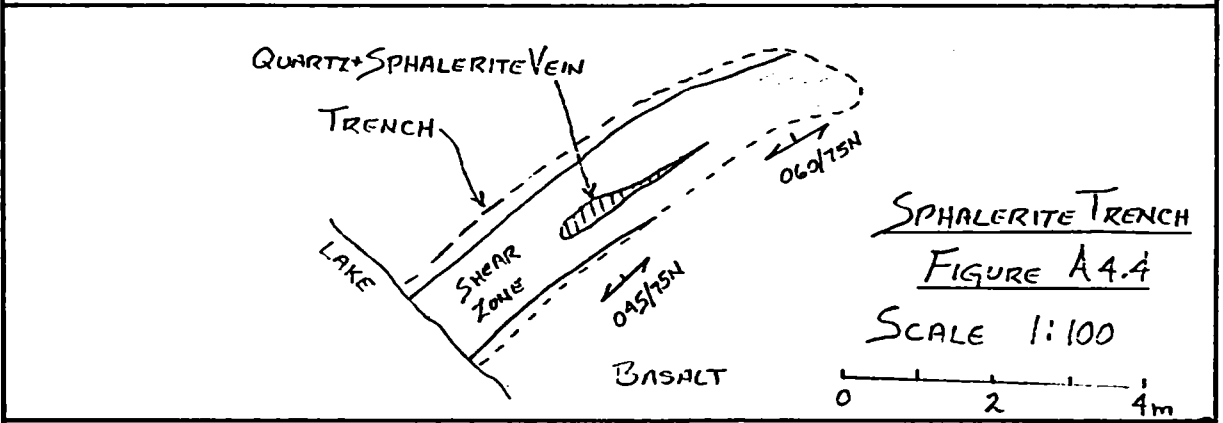 QUARTZ+SPHALERITE VEIN
TRENCH
060/75N
LAKE
SHEAR
ZONE
045/75N
BASALT
SPHALERITE TRENCH
FIGURE A4.4
SCALE 1:100
0 2 4m